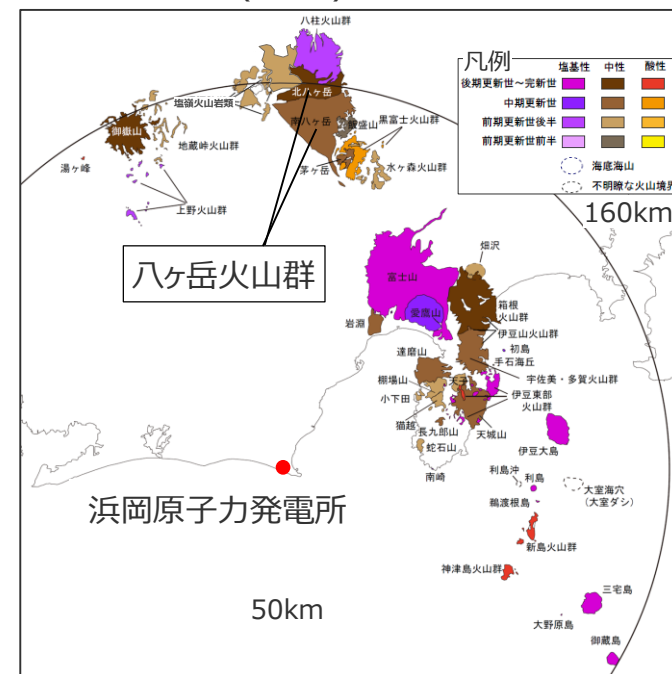 八柱火山群
凡例
塩基性 中性 酸性
後期更新世～完新世
中期更新世
前期更新世後半
前期更新世前半
海底海山
不明瞭な火山境界
160km
北八ヶ岳
塩嶺火山岩類
南八ヶ岳
飯盛山
黒富士火山群
御嶽山
地蔵峠火山群
茅ヶ岳
水ヶ森火山群
湯ヶ峰
上野火山群
八ヶ岳火山群
畑沢
富士山
愛鷹山
箱根
火山群
岩淵
伊豆山火山群
初島
達磨山
手石海丘
宇佐美・多賀火山群
棚場山
天子
小下田
伊豆東部
火山群
猫越
長九郎山
天城山
蛇石山
伊豆大島
南崎
利島沖
利島
大室海穴
（大室ダシ）
鵜渡根島
浜岡原子力発電所
新島火山群
神津島火山群
三宅島
50km
大野原島
御蔵島